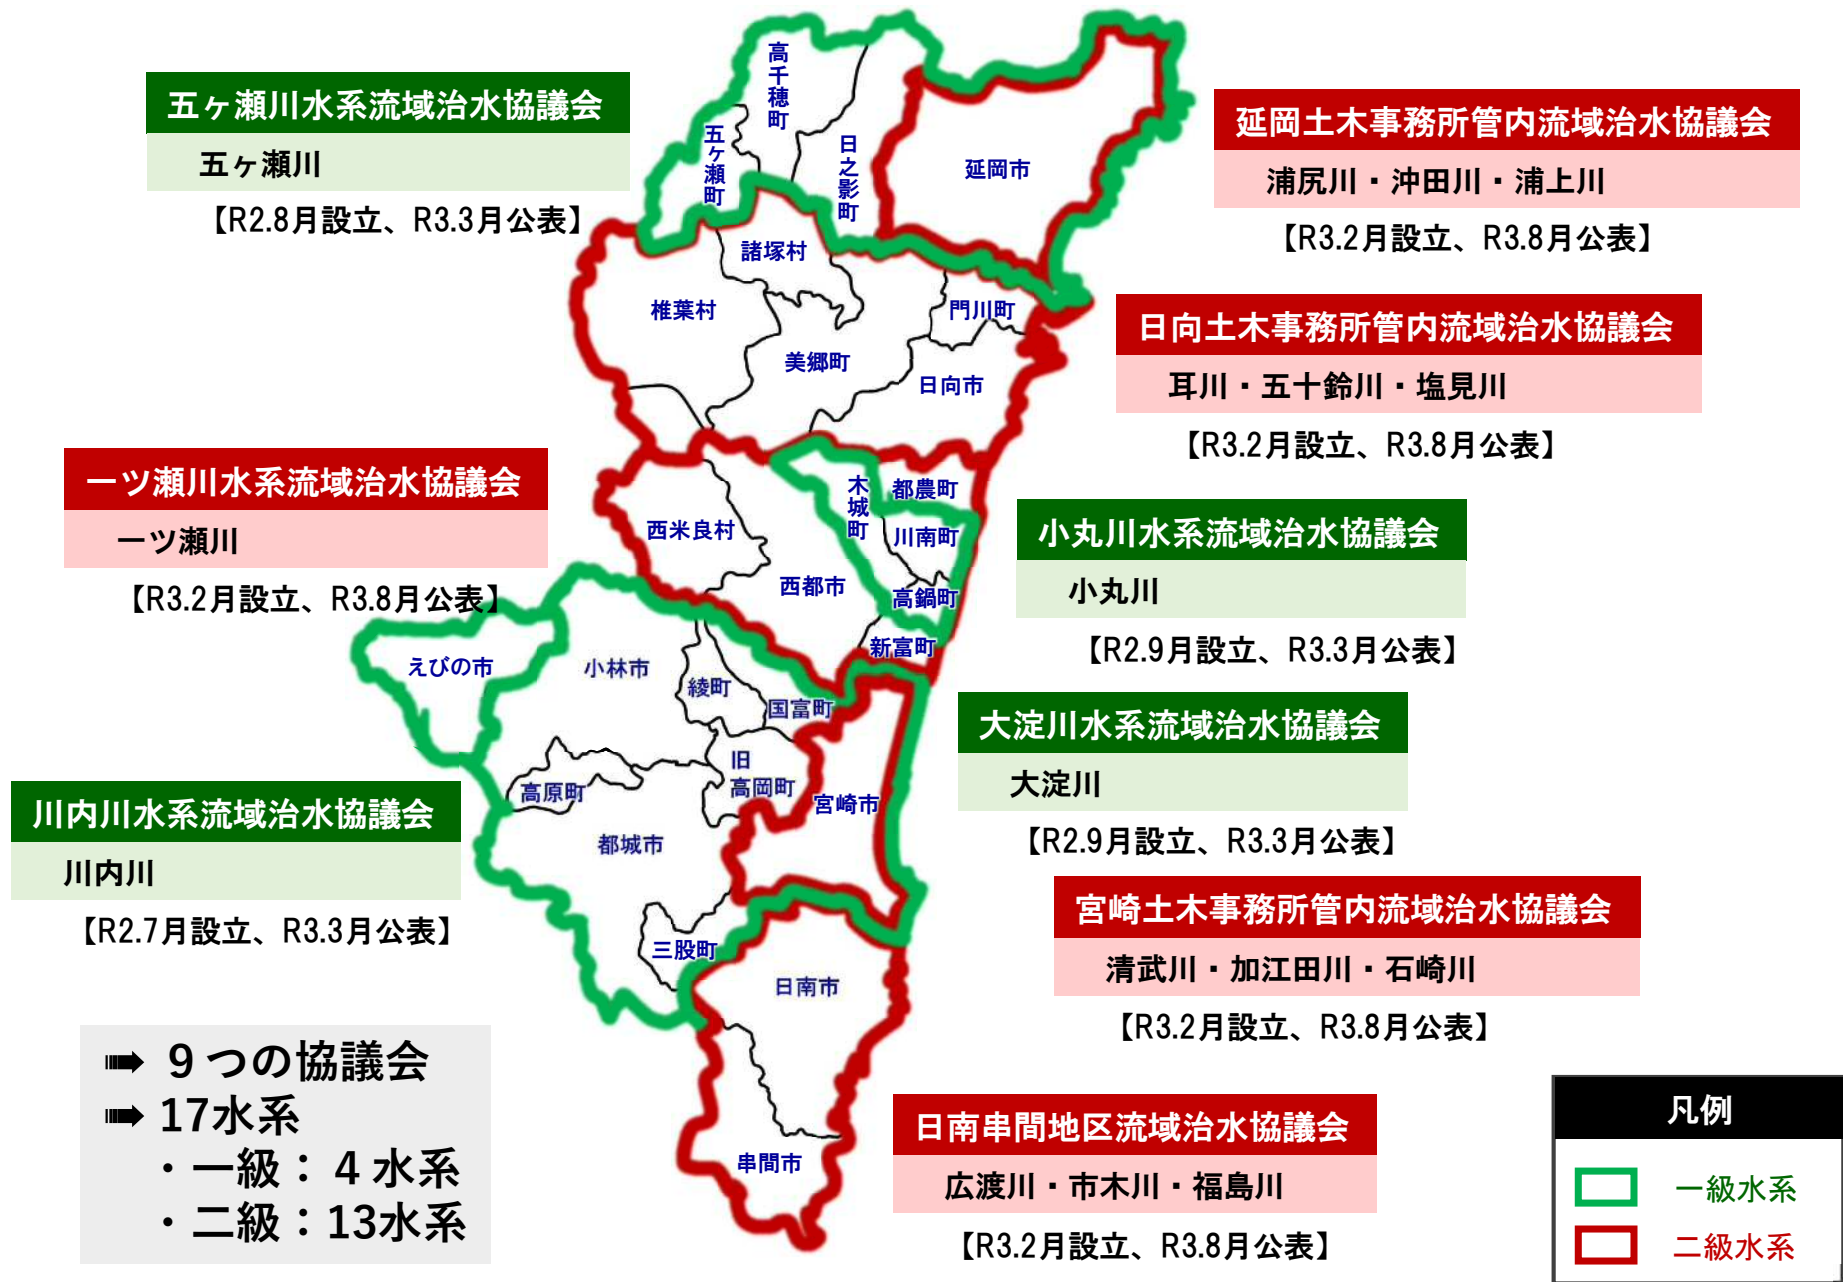 五ヶ瀬川水系流域治水協議会
五ヶ瀬川
【R2.8月設立、R3.3月公表】
延岡土木事務所管内流域治水協議会
浦尻川・沖田川・浦上川
【R3.2月設立、R3.8月公表】
日向土木事務所管内流域治水協議会
耳川・五十鈴川・塩見川
【R3.2月設立、R3.8月公表】
一ツ瀬川水系流域治水協議会
一ツ瀬川
【R3.2月設立、R3.8月公表】
小丸川水系流域治水協議会
小丸川
【R2.9月設立、R3.3月公表】
大淀川水系流域治水協議会
大淀川
【R2.9月設立、R3.3月公表】
川内川水系流域治水協議会
川内川
【R2.7月設立、R3.3月公表】
宮崎土木事務所管内流域治水協議会
清武川・加江田川・石崎川
【R3.2月設立、R3.8月公表】
日南串間地区流域治水協議会
広渡川・市木川・福島川
【R3.2月設立、R3.8月公表】
高千穂町
五ヶ瀬町
日之影町
延岡市
諸塚村
椎葉村
門川町
美郷町
日向市
木城町
都農町
西米良村
川南町
西都市
高鍋町
新富町
えびの市
小林市
綾町
国富町
旧
高岡町
高原町
宮崎市
都城市
三股町
日南市
串間市
➠ 9つの協議会
➠ 17水系
・一級：4水系
・二級：13水系
凡例
一級水系
二級水系